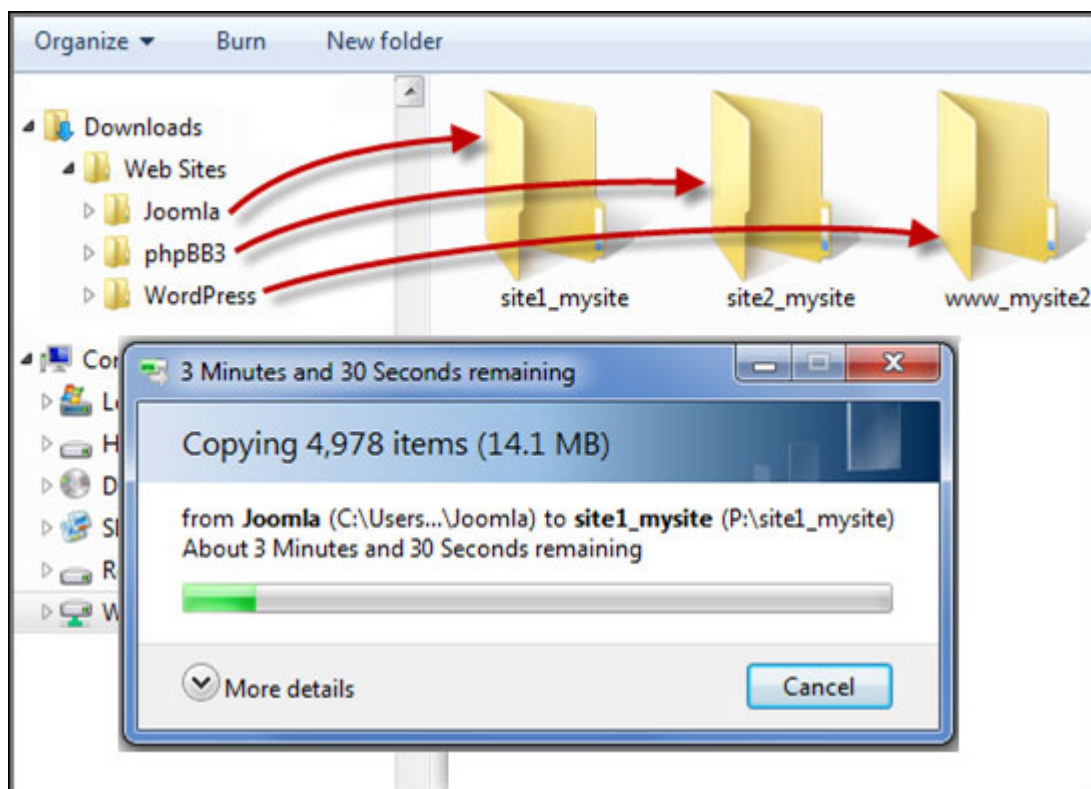 Organize Burn New folder
Downloads
Web Sites
Joomla
phpBB3
WordPress
site1_mysite site2_mysite www_mysite2
3 Minutes and 30 Seconds remaining
Copying 4,978 items (14.1 MB)
from Joomla (C:\Users...\Joomla) to site1_mysite (P:\site1_mysite)
About 3 Minutes and 30 Seconds remaining
More details
Cancel